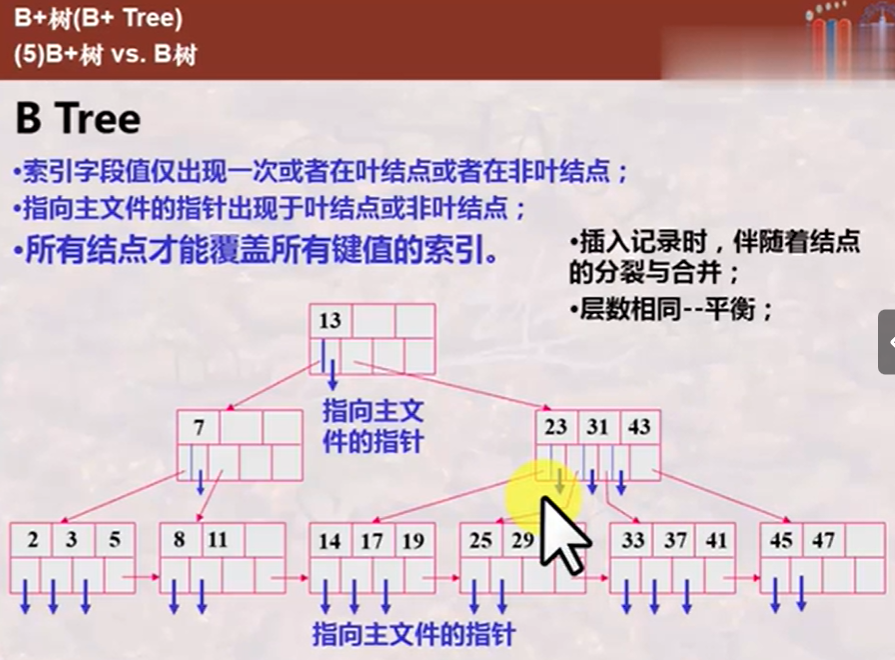 B+树(B+ Tree)
(5)B+树 vs. B树
B Tree
•索引字段值仅出现一次或者在叶结点或者在非叶结点；
•指向主文件的指针出现于叶结点或非叶结点；
•所有结点才能覆盖所有键值的索引。
•插入记录时，伴随着结点
的分裂与合并；
•层数相同--平衡；
13
指向主文
件的指针
7
23 31 43
2 3 5
8 11
14 17 19
25 29
33 37 41
45 47
指向主文件的指针